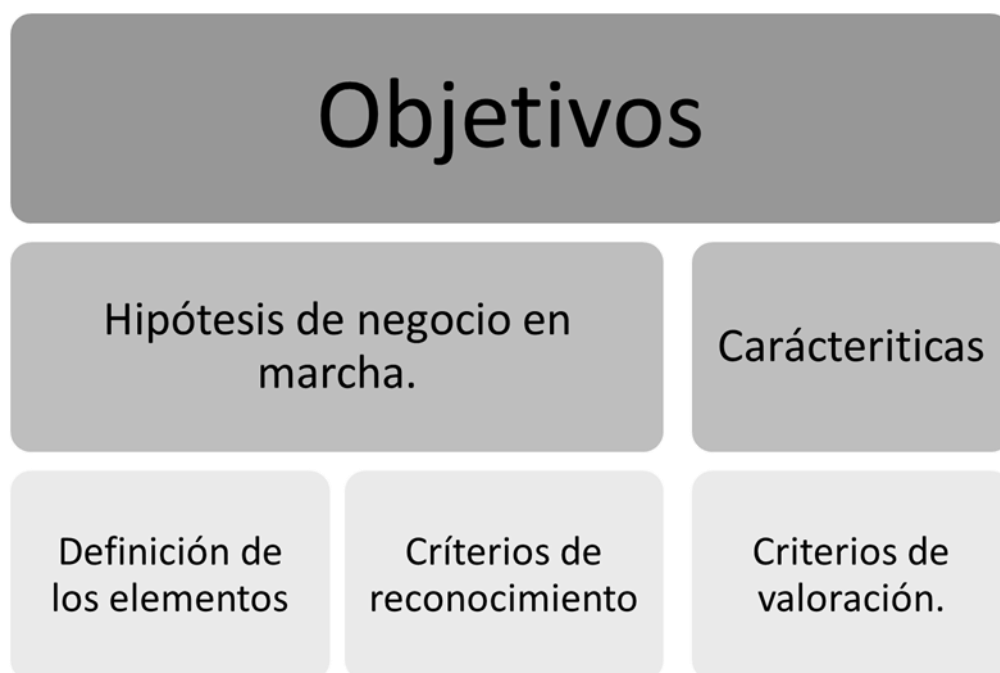 Objetivos
Hipótesis de negocio en
marcha.
Carácteriticas
Definición de
los elementos
Críterios de
reconocimiento
Criterios de
valoración.